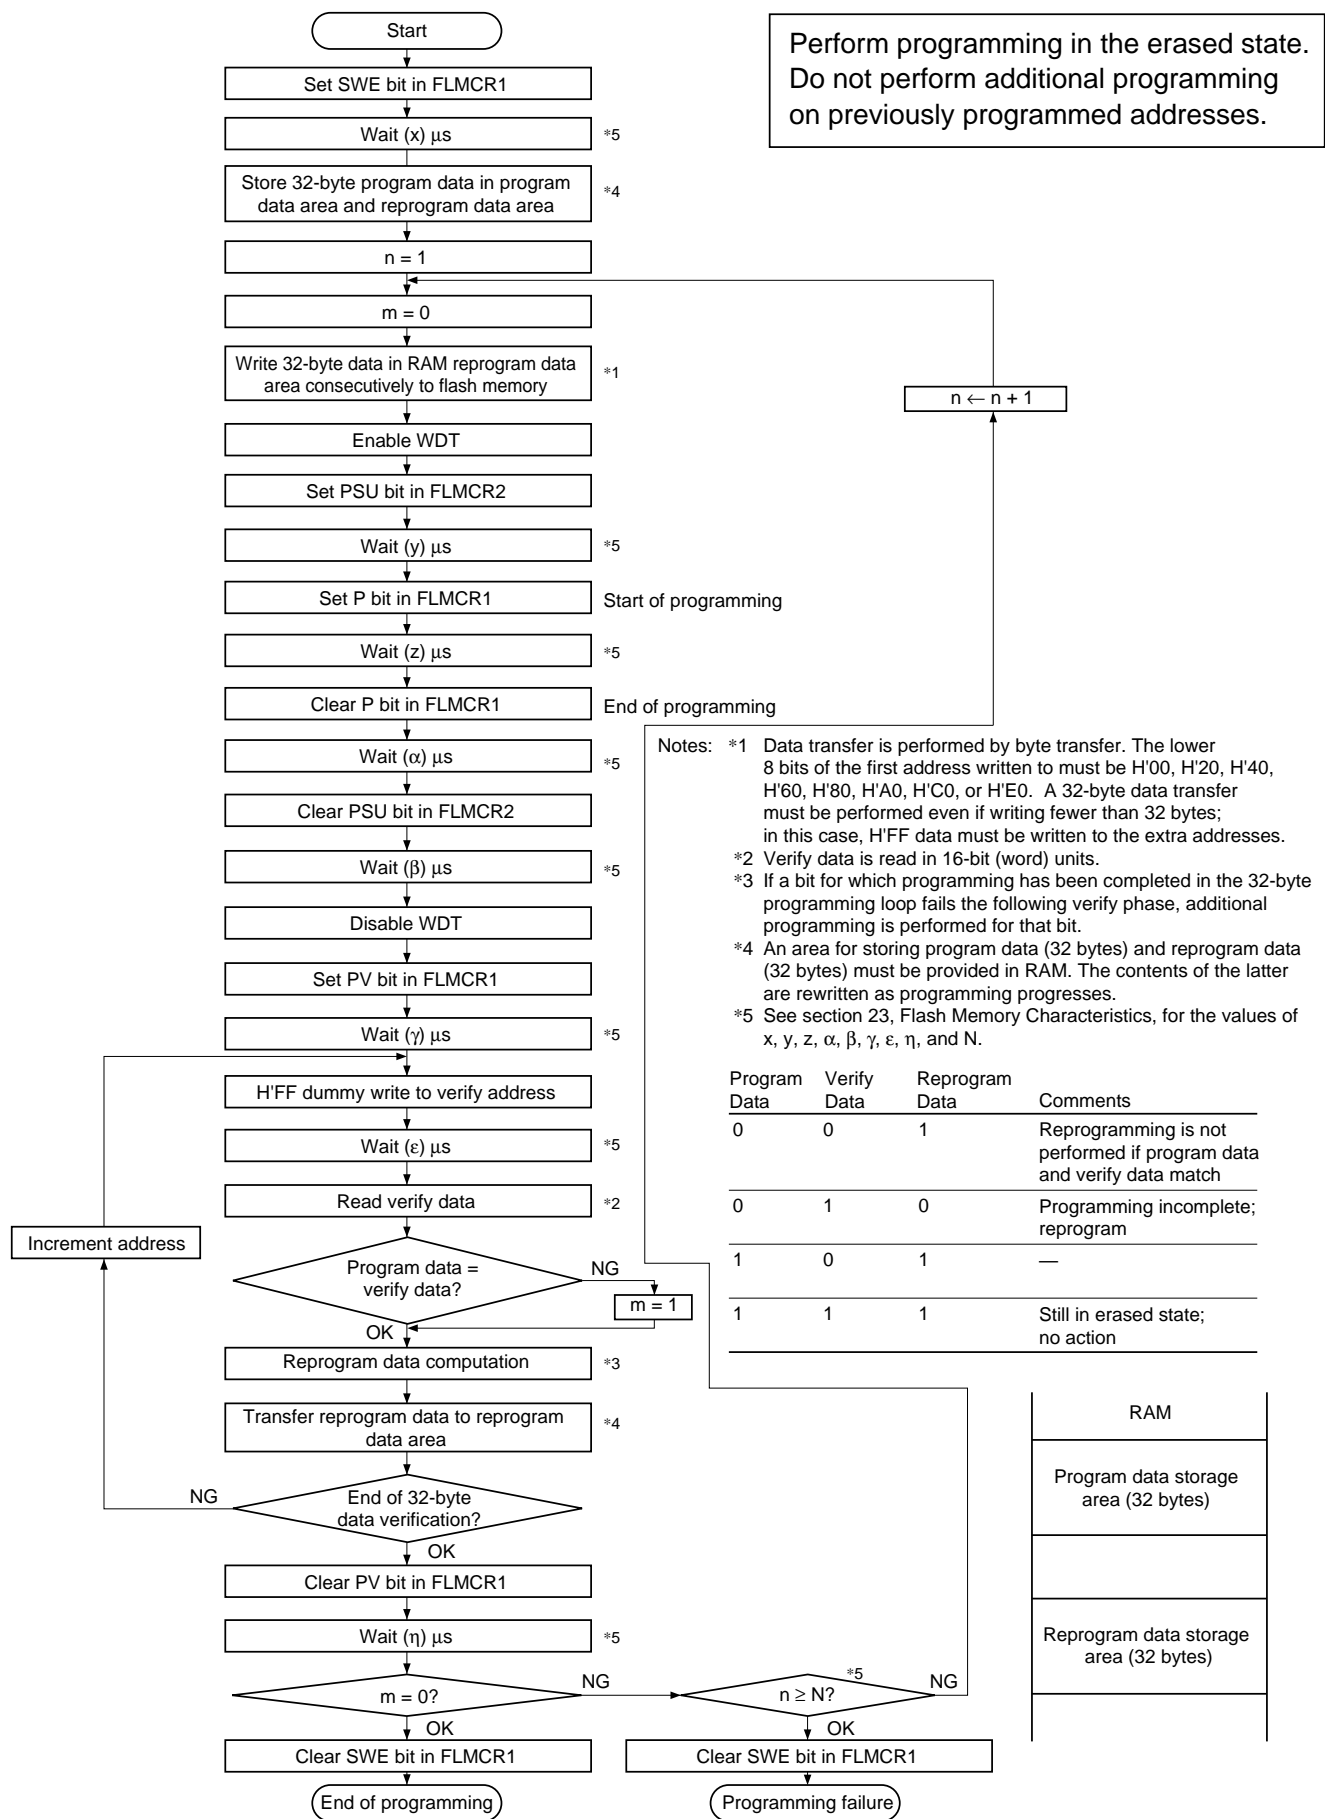 Start
Perform programming in the erased state.
Do not perform additional programming
on previously programmed addresses.
Set SWE bit in FLMCR1
Wait (x) μs
*5
Store 32-byte program data in program
data area and reprogram data area
*4
n = 1
m = 0
Write 32-byte data in RAM reprogram data
area consecutively to flash memory
*1
n ← n + 1
Enable WDT
Set PSU bit in FLMCR2
Wait (y) μs
*5
Set P bit in FLMCR1
Start of programming
Wait (z) μs
*5
Clear P bit in FLMCR1
End of programming
Wait (α) μs
*5
Clear PSU bit in FLMCR2
Wait (β) μs
*5
Disable WDT
Set PV bit in FLMCR1
Wait (γ) μs
*5
Notes: *1 Data transfer is performed by byte transfer. The lower
8 bits of the first address written to must be H'00, H'20, H'40,
H'60, H'80, H'A0, H'C0, or H'E0. A 32-byte data transfer
must be performed even if writing fewer than 32 bytes;
in this case, H'FF data must be written to the extra addresses.
*2 Verify data is read in 16-bit (word) units.
*3 If a bit for which programming has been completed in the 32-byte
programming loop fails the following verify phase, additional
programming is performed for that bit.
*4 An area for storing program data (32 bytes) and reprogram data
(32 bytes) must be provided in RAM. The contents of the latter
are rewritten as programming progresses.
*5 See section 23, Flash Memory Characteristics, for the values of
x, y, z, α, β, γ, ε, η, and N.
H'FF dummy write to verify address
Wait (ε) μs
*5
Read verify data
*2
Increment address
Program data =
verify data?
NG
m = 1
OK
Reprogram data computation
*3
Transfer reprogram data to reprogram
data area
*4
NG
End of 32-byte
data verification?
OK
Program Verify Reprogram
Data Data Data Comments
0 0 1 Reprogramming is not
performed if program data
and verify data match
0 1 0 Programming incomplete;
reprogram
1 0 1 —
1 1 1 Still in erased state;
no action
RAM
Program data storage
area (32 bytes)
Reprogram data storage
area (32 bytes)
Clear PV bit in FLMCR1
Wait (η) μs
*5
m = 0?
NG
*5
n ≥ N?
NG
OK
OK
Clear SWE bit in FLMCR1
Clear SWE bit in FLMCR1
End of programming
Programming failure